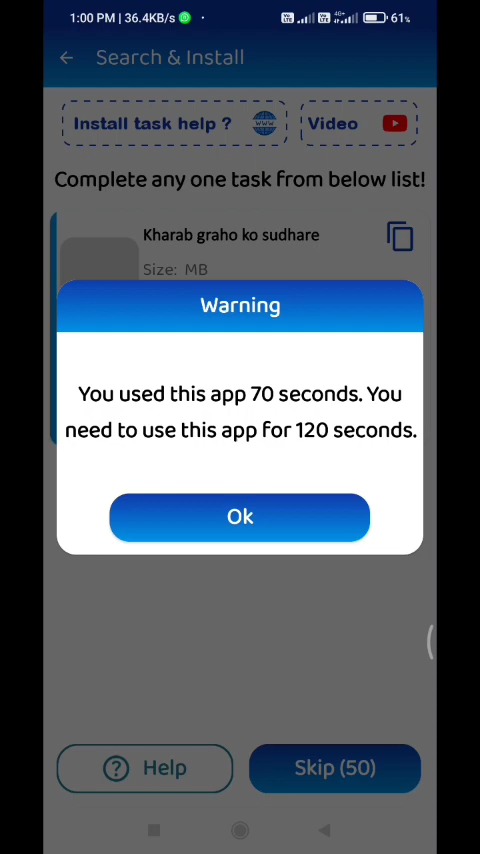 1:00 PM | 36.4KB/s
4G+
61%
Search & Install
Install task help ?
WWW
Video
Complete any one task from below list!
Kharab graho ko sudhare
Size: MB
Warning
You used this app 70 seconds. You
need to use this app for 120 seconds.
Ok
Help
Skip (50)